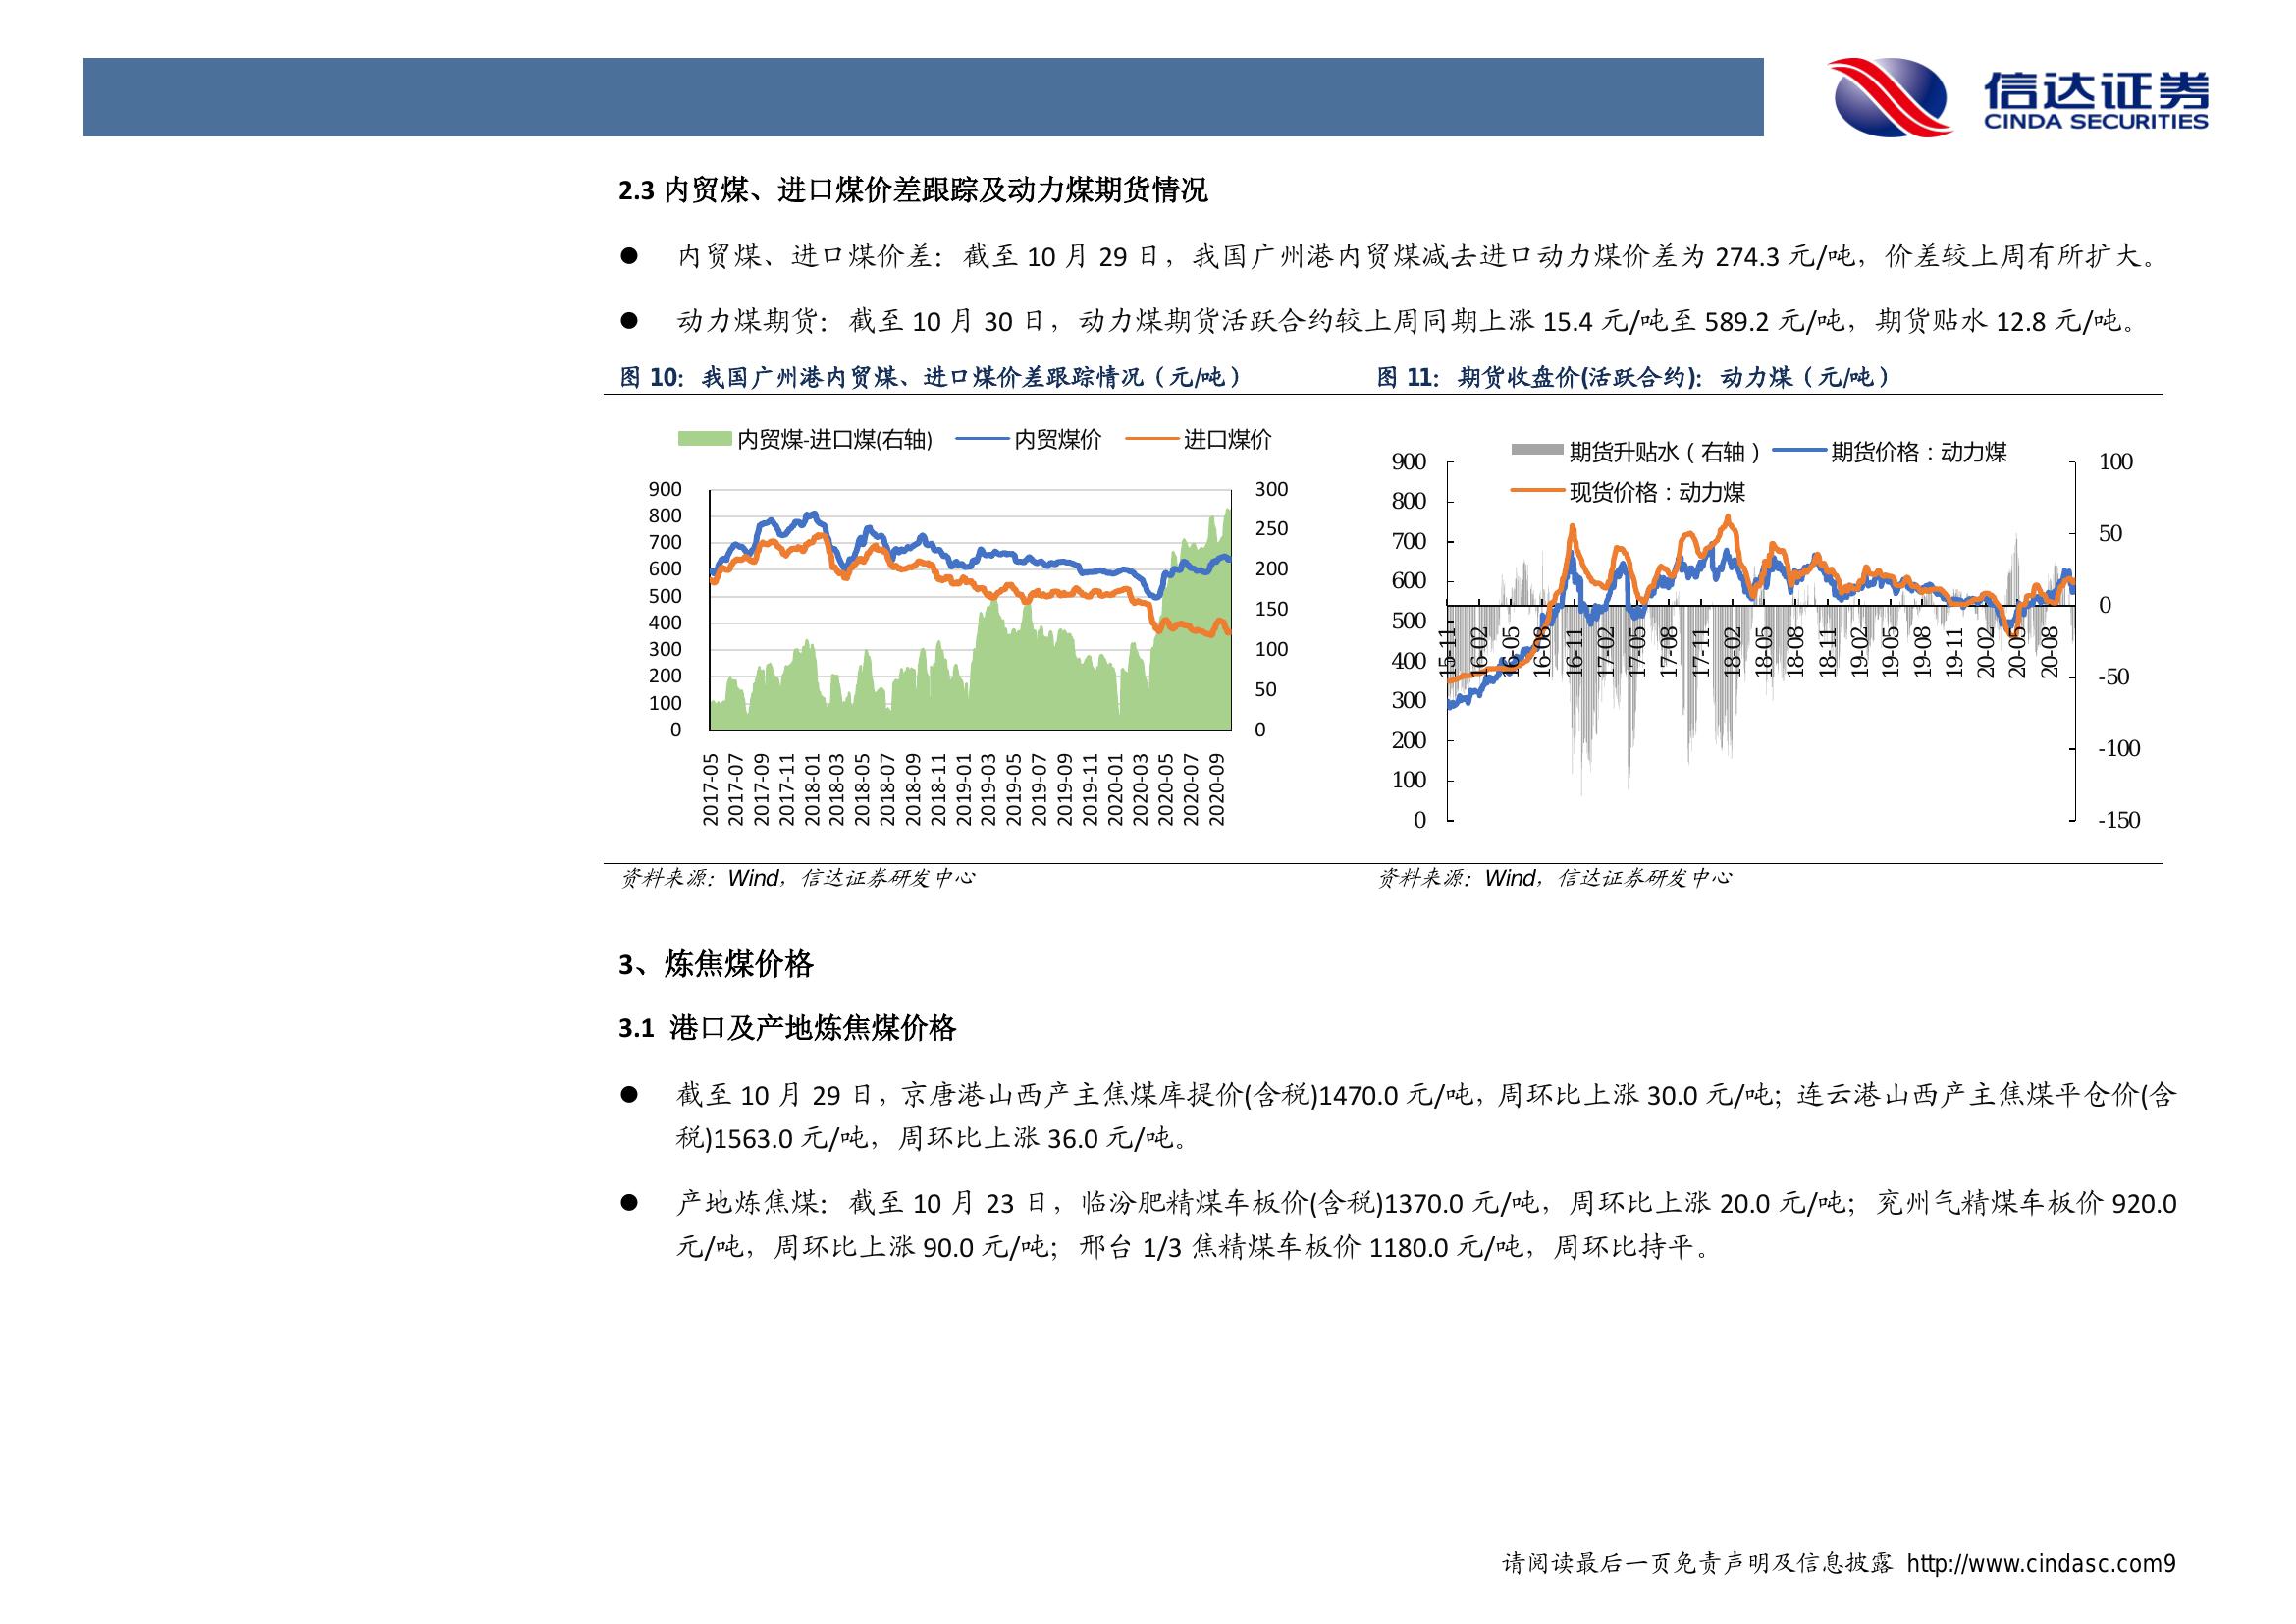 信达证券
CINDA SECURITIES
2.3 内贸煤、进口煤价差跟踪及动力煤期货情况
● 内贸煤、进口煤价差：截至 10 月 29 日，我国广州港内贸煤减去进口动力煤价差为 274.3 元/吨，价差较上周有所扩大。
● 动力煤期货：截至 10 月 30 日，动力煤期货活跃合约较上周同期上涨 15.4 元/吨至 589.2 元/吨，期货贴水 12.8 元/吨。
图 10：我国广州港内贸煤、进口煤价差跟踪情况（元/吨）
内贸煤-进口煤(右轴) 内贸煤价 进口煤价
900 300
800
700 250
600 200
500
400 150
300 100
200
100 50
0 0
2017-05 2017-07 2017-09 2017-11 2018-01 2018-03 2018-05 2018-07 2018-09 2018-11 2019-01 2019-03 2019-05 2019-07 2019-09 2019-11 2020-01 2020-03 2020-05 2020-07 2020-09
资料来源：Wind，信达证券研发中心
图 11：期货收盘价(活跃合约)：动力煤（元/吨）
期货升贴水（右轴） 期货价格：动力煤
现货价格：动力煤
900 100
800
700 50
600 0
500
400 -50
300
200 -100
100
0 -150
15-11 16-02 16-05 16-08 16-11 17-02 17-05 17-08 17-11 18-02 18-05 18-08 18-11 19-02 19-05 19-08 19-11 20-02 20-05 20-08
资料来源：Wind，信达证券研发中心
3、炼焦煤价格
3.1 港口及产地炼焦煤价格
● 截至 10 月 29 日，京唐港山西产主焦煤库提价(含税)1470.0 元/吨，周环比上涨 30.0 元/吨；连云港山西产主焦煤平仓价(含
税)1563.0 元/吨，周环比上涨 36.0 元/吨。
● 产地炼焦煤：截至 10 月 23 日，临汾肥精煤车板价(含税)1370.0 元/吨，周环比上涨 20.0 元/吨；兖州气精煤车板价 920.0
元/吨，周环比上涨 90.0 元/吨；邢台 1/3 焦精煤车板价 1180.0 元/吨，周环比持平。
请阅读最后一页免责声明及信息披露 http://www.cindasc.com9